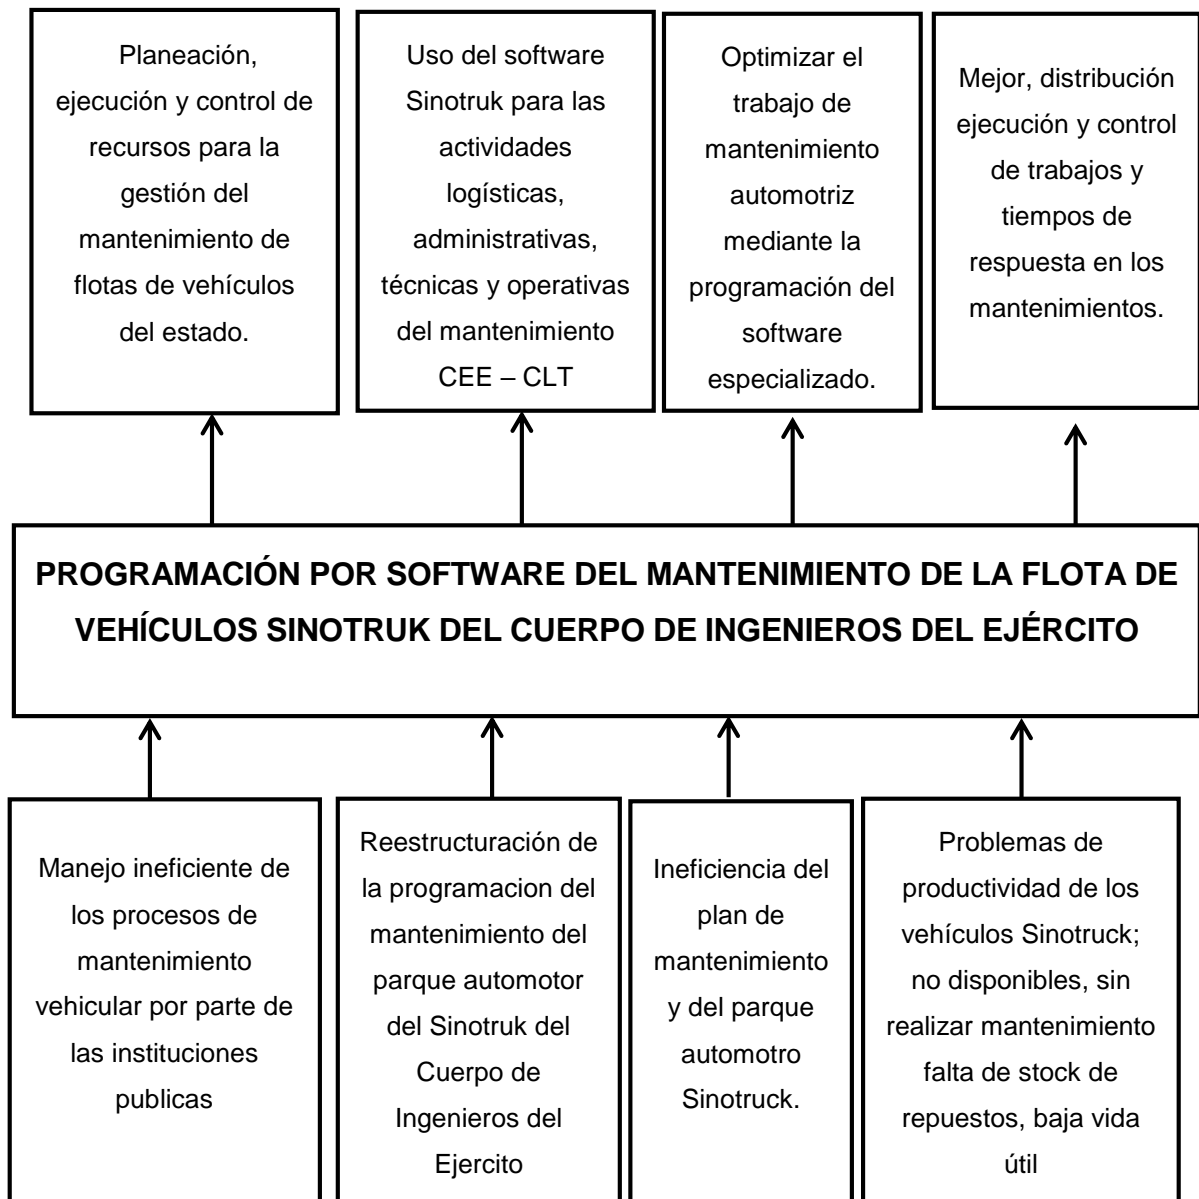 Planeación,
ejecución y control de
recursos para la
gestión del
mantenimiento de
flotas de vehículos
del estado.
Uso del software
Sinotruk para las
actividades
logísticas,
administrativas,
técnicas y operativas
del mantenimiento
CEE – CLT
Optimizar el
trabajo de
mantenimiento
automotriz
mediante la
programación del
software
especializado.
Mejor, distribución
ejecución y control
de trabajos y
tiempos de
respuesta en los
mantenimientos.
PROGRAMACIÓN POR SOFTWARE DEL MANTENIMIENTO DE LA FLOTA DE
VEHÍCULOS SINOTRUK DEL CUERPO DE INGENIEROS DEL EJÉRCITO
Manejo ineficiente de
los procesos de
mantenimiento
vehicular por parte de
las instituciones
publicas
Reestructuración de
la programacion del
mantenimiento del
parque automotor
del Sinotruk del
Cuerpo de
Ingenieros del
Ejercito
Ineficiencia del
plan de
mantenimiento
y del parque
automotro
Sinotruck.
Problemas de
productividad de los
vehículos Sinotruck;
no disponibles, sin
realizar mantenimiento
falta de stock de
repuestos, baja vida
útil